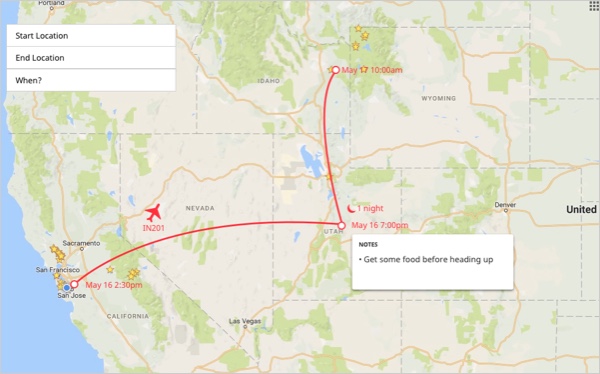 Portland
Start Location
End Location
When?
IDAHO
May 17 10:00am
WYOMING
NEVADA
IN201
1 night
UTAH
May 16 7:00pm
Denver
United
NOTES
• Get some food before heading up
Sacramento
San Francisco
San Jose
May 16 2:30pm
CALIFORNIA
Las Vegas